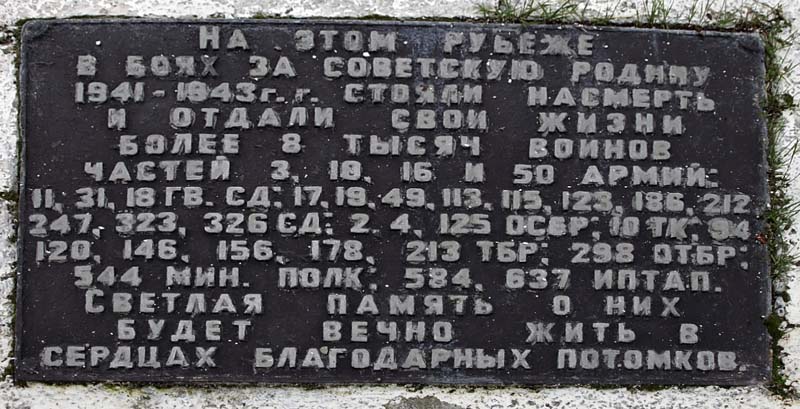 НА ЭТОМ РУБЕЖЕ
В БОЯХ ЗА СОВЕТСКУЮ РОДИНУ
1941 - 1943 г.г. СТОЯЛИ НАСМЕРТЬ
И ОТДАЛИ СВОИ ЖИЗНИ
БОЛЕЕ 8 ТЫСЯЧ ВОИНОВ
ЧАСТЕЙ 3, 10, 16 И 50 АРМИЙ:
11, 31, 18 ГВ. СД; 17, 19, 49, 113, 115, 128, 186, 212
247, 323, 326 СД; 2, 4, 125 ОСБР; 10 ТК; 94
120, 146, 156, 178, 213 ТБР; 298 ОТБР;
544 МИН. ПОЛК; 584, 637 ИПТАП.
СВЕТЛАЯ ПАМЯТЬ О НИХ
БУДЕТ ВЕЧНО ЖИТЬ В
СЕРДЦАХ БЛАГОДАРНЫХ ПОТОМКОВ.